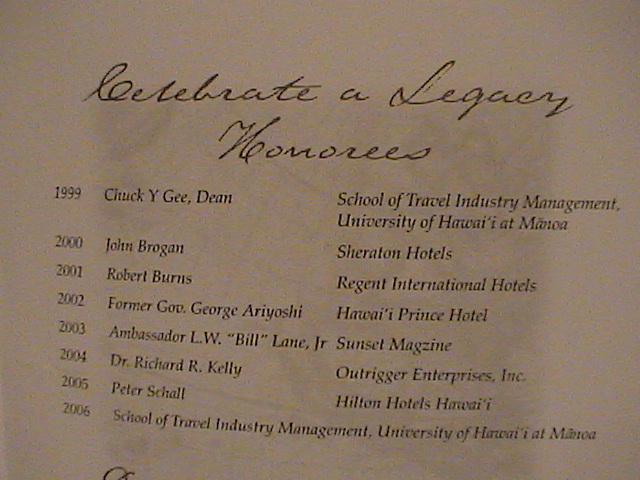 Celebrate a Legacy
Honorees
1999 Chuck Y Gee, Dean School of Travel Industry Management,
University of Hawai‘i at Mānoa
2000 John Brogan Sheraton Hotels
2001 Robert Burns Regent International Hotels
2002 Former Gov. George Ariyoshi Hawai‘i Prince Hotel
2003 Ambassador L.W. “Bill” Lane, Jr Sunset Magzine
2004 Dr. Richard R. Kelly Outrigger Enterprises, Inc.
2005 Peter Schall Hilton Hotels Hawai‘i
2006 School of Travel Industry Management, University of Hawai‘i at Mānoa